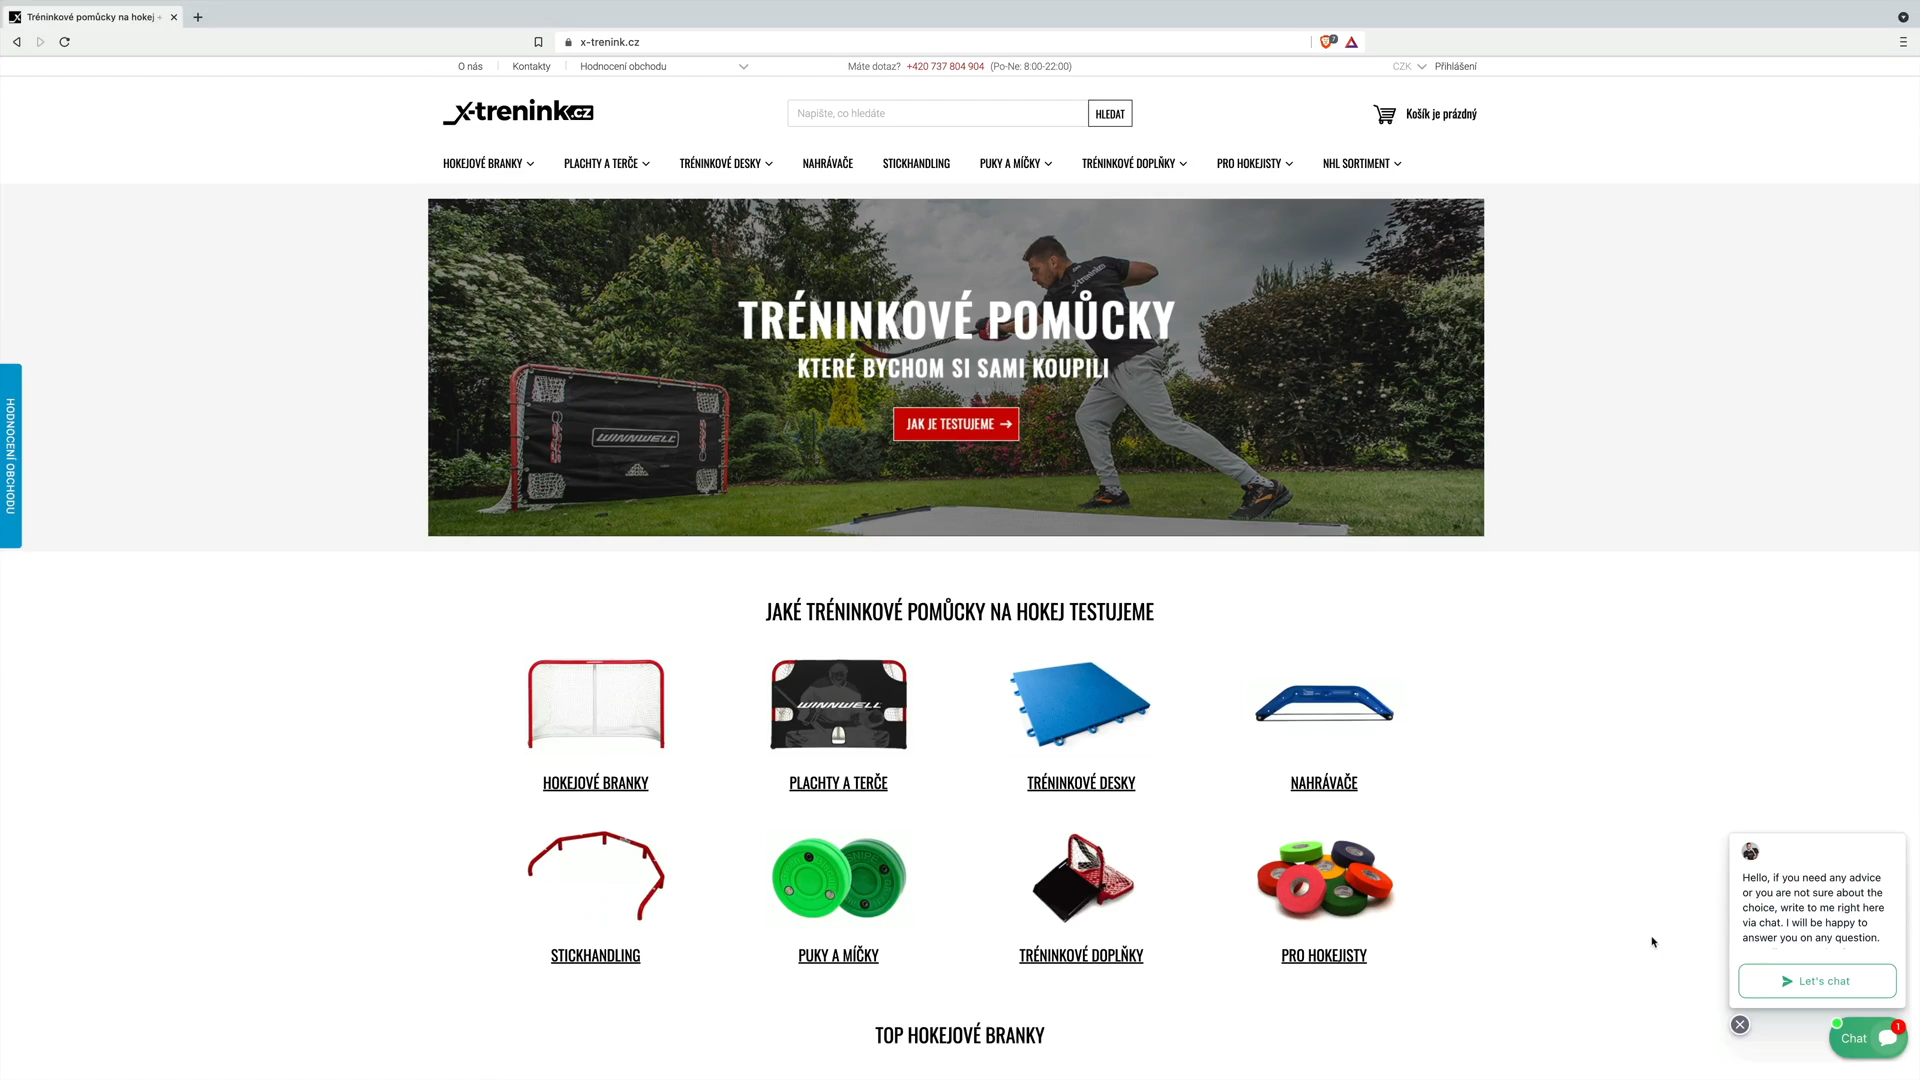 Tréninkové pomůcky na hokej -
x-trenink.cz
7
O nás
Kontakty
Hodnocení obchodu
Máte dotaz? +420 737 804 904 (Po-Ne: 8:00-22:00)
CZK
Přihlášení
x-trenink.cz
Napište, co hledáte
HLEDAT
Košík je prázdný
HOKEJOVÉ BRANKY
PLACHTY A TERČE
TRÉNINKOVÉ DESKY
NAHRÁVAČE
STICKHANDLING
PUKY A MÍČKY
TRÉNINKOVÉ DOPLŇKY
PRO HOKEJISTY
NHL SORTIMENT
TRÉNINKOVÉ POMŮCKY
KTERÉ BYCHOM SI SAMI KOUPILI
JAK JE TESTUJEME →
WINNWELL
HODNOCENÍ OBCHODU
JAKÉ TRÉNINKOVÉ POMŮCKY NA HOKEJ TESTUJEME
WINNWELL
HOKEJOVÉ BRANKY
PLACHTY A TERČE
TRÉNINKOVÉ DESKY
NAHRÁVAČE
STICKHANDLING
PUKY A MÍČKY
TRÉNINKOVÉ DOPLŇKY
PRO HOKEJISTY
TOP HOKEJOVÉ BRANKY
Hello, if you need any advice
or you are not sure about the
choice, write to me right here
via chat. I will be happy to
answer you on any question.
Let's chat
Chat
1